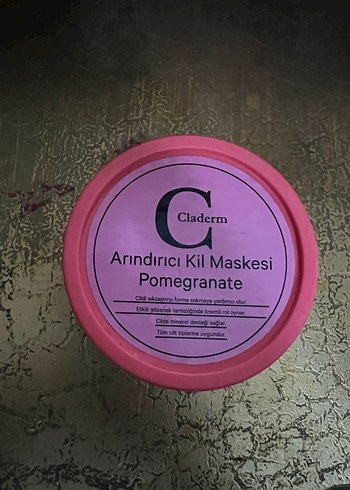 C
Claderm
Arındırıcı Kil Maskesi
Pomegranate
Cildi sıkılaştırıp forma sokmaya yardımcı olur.
Etkili gözenek temizliğinde önemli rol oynar.
Cilde mineral desteği sağlar.
Tüm cilt tiplerine uygundur.